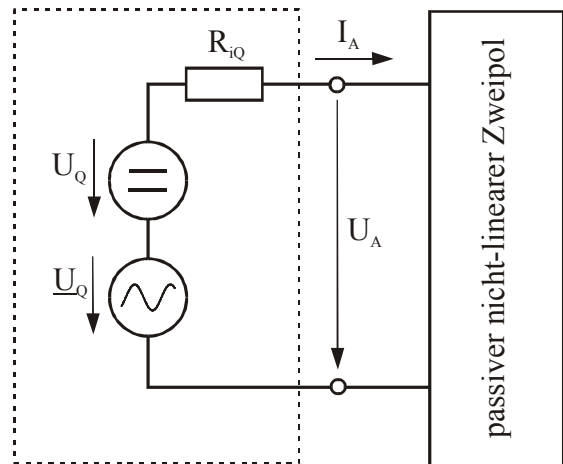 R_iQ
I_A
U_Q
U_A
U_Q
passiver nicht-linearer Zweipol